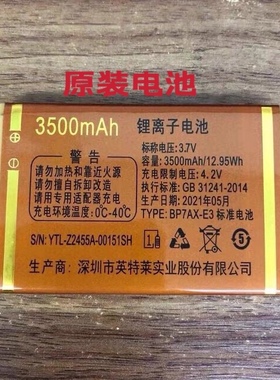 原装电池
3500mAh
锂离子电池
警告
请勿加热和靠近火源
请勿擅自拆卸和改装
请用适配充电器充电
充电环境温度0℃-40℃
标称电压:3.7V
容量:3500mAh/12.95Wh
充电限制电压:4.2V
执行标准:GB 31241-2014
生产日期:2021年05月
TYPE: BP7AX-E3 标准电池
S/N: YTL-Z2455A-00151SH
5
生产商:深圳市英特莱实业股份有限公司